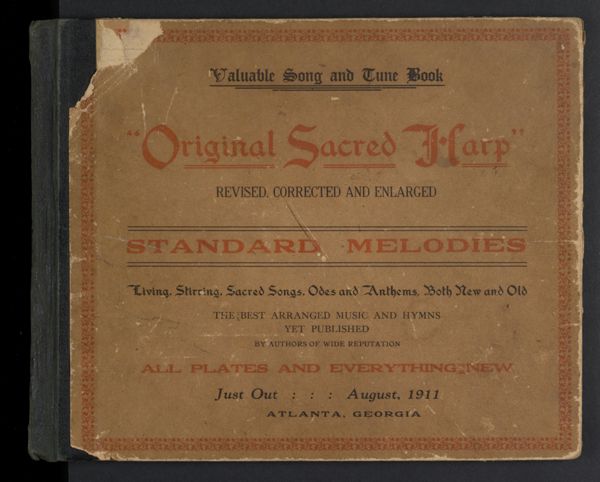 Valuable Song and Tune Book
"Original Sacred Harp"
REVISED, CORRECTED AND ENLARGED
STANDARD MELODIES
Living, Stirring, Sacred Songs, Odes and Anthems, Both New and Old
THE BEST ARRANGED MUSIC AND HYMNS
YET PUBLISHED
BY AUTHORS OF WIDE REPUTATION
ALL PLATES AND EVERYTHING NEW
Just Out : : : August, 1911
ATLANTA, GEORGIA